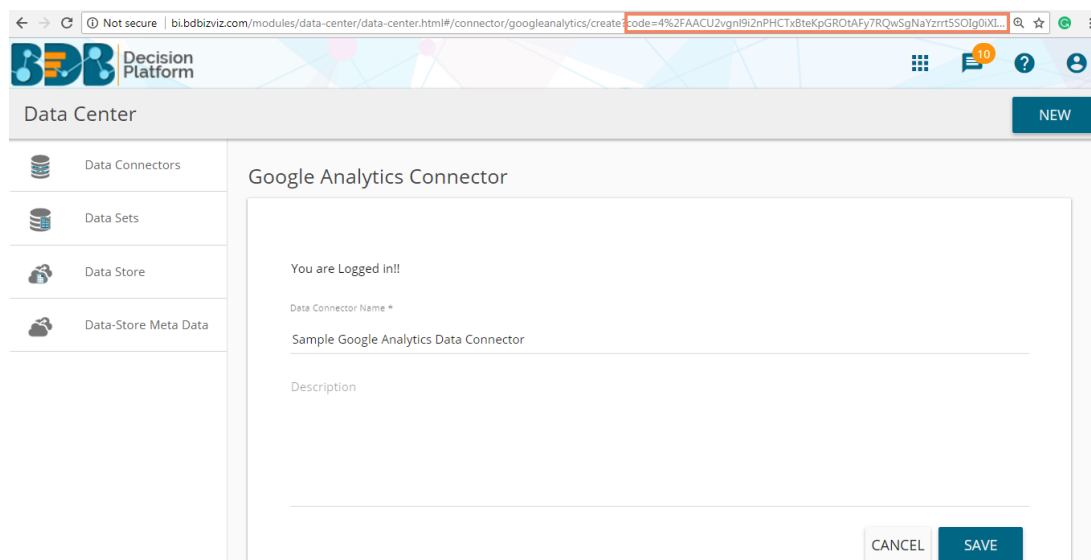 Not secure | bi.bdbizviz.com/modules/data-center/data-center.html#/connector/googleanalytics/create?code=4%2FAACU2vgnl9i2nPHCTxBteKpGROtAFy7RQwSgNaYzrrt5SOIg0iXI...
BDB Decision Platform
10
Data Center
NEW
Data Connectors
Google Analytics Connector
Data Sets
Data Store
Data-Store Meta Data
You are Logged in!!
Data Connector Name *
Sample Google Analytics Data Connector
Description
CANCEL
SAVE